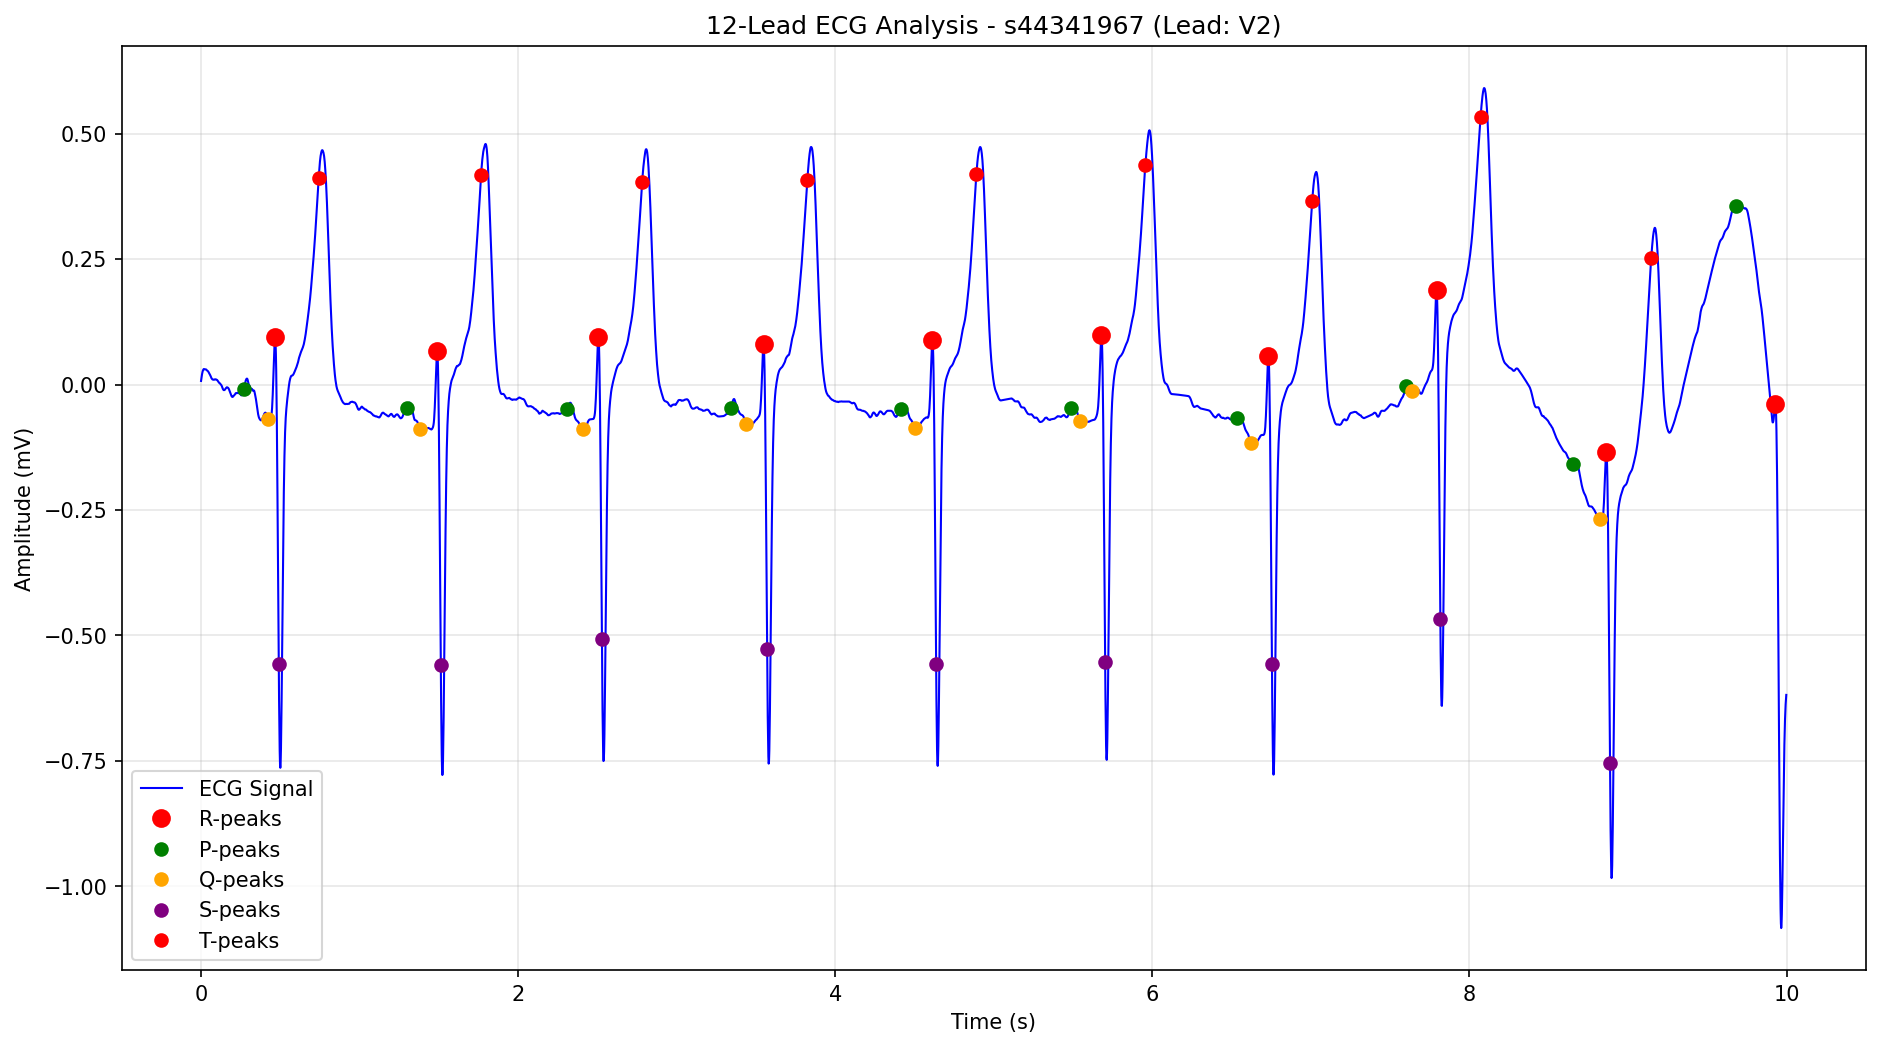 12-Lead ECG Analysis - s44341967 (Lead: V2)
Amplitude (mV)
0.50
0.25
0.00
−0.25
−0.50
−0.75
−1.00
ECG Signal
R-peaks
P-peaks
Q-peaks
S-peaks
T-peaks
0 2 4 6 8 10
Time (s)